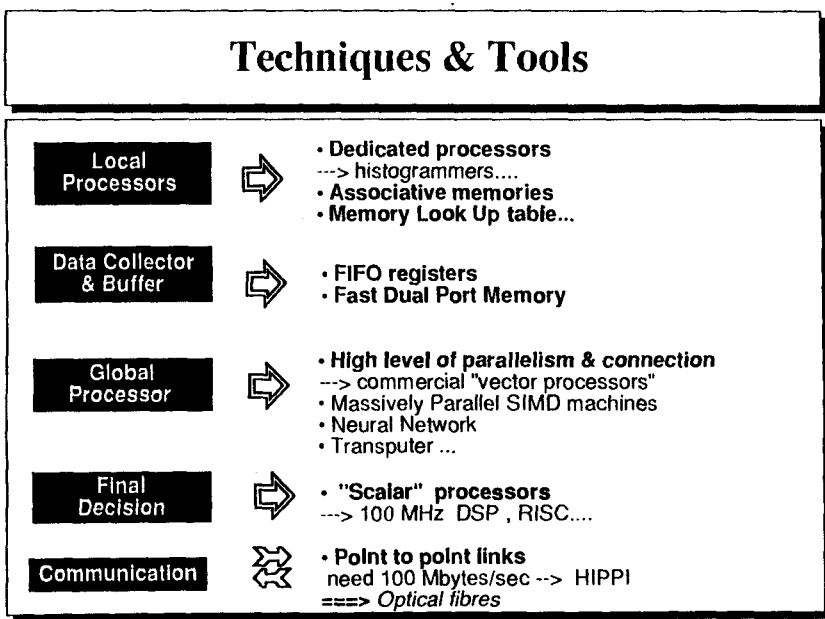 Techniques & Tools
Local
Processors
• Dedicated processors
---> histogrammers....
• Associative memories
• Memory Look Up table...
Data Collector
& Buffer
• FIFO registers
• Fast Dual Port Memory
Global
Processor
• High level of parallelism & connection
---> commercial "vector processors"
• Massively Parallel SIMD machines
• Neural Network
• Transputer ...
Final
Decision
• "Scalar" processors
---> 100 MHz DSP , RISC....
Communication
• Point to point links
need 100 Mbytes/sec --> HIPPI
===> Optical fibres